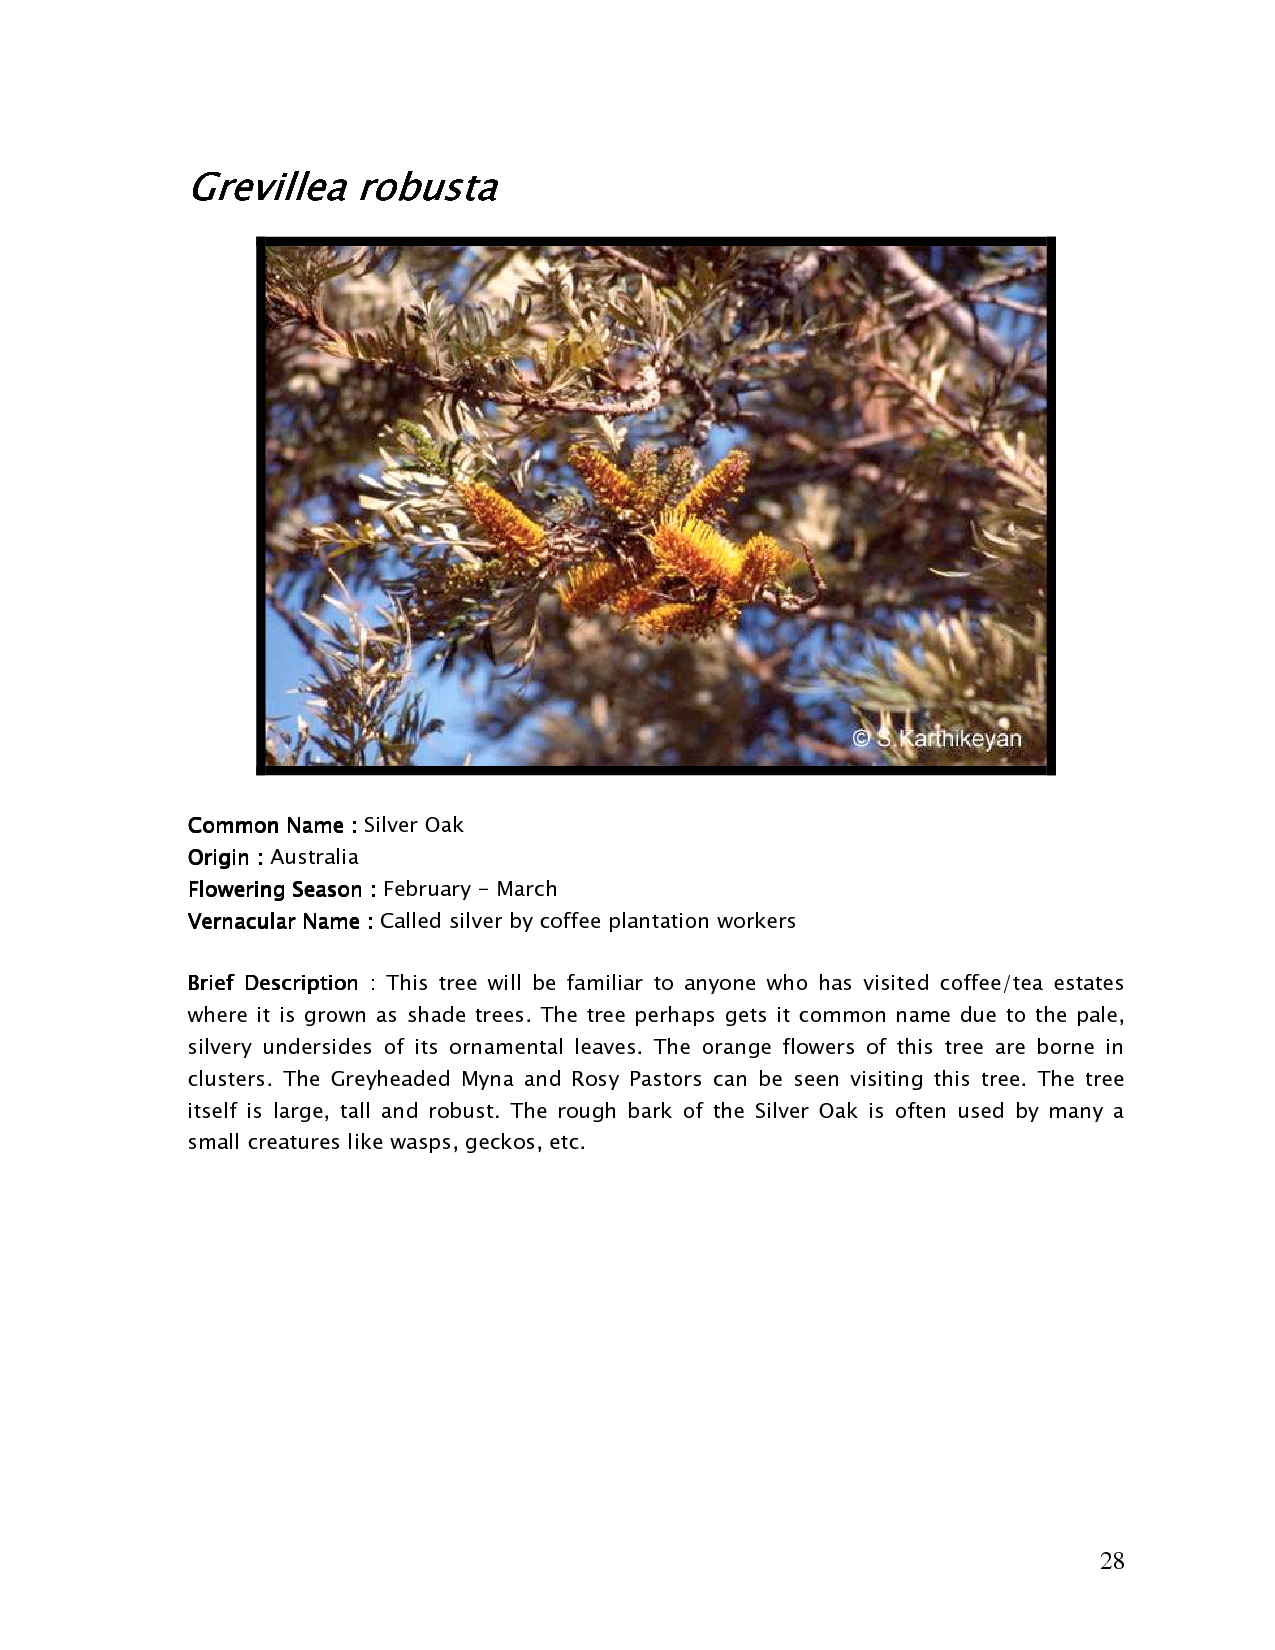 Grevillea robusta
© S.Karthikeyan
Common Name : Silver Oak
Origin : Australia
Flowering Season : February – March
Vernacular Name : Called silver by coffee plantation workers
Brief Description : This tree will be familiar to anyone who has visited coffee/tea estates
where it is grown as shade trees. The tree perhaps gets it common name due to the pale,
silvery undersides of its ornamental leaves. The orange flowers of this tree are borne in
clusters. The Greyheaded Myna and Rosy Pastors can be seen visiting this tree. The tree
itself is large, tall and robust. The rough bark of the Silver Oak is often used by many a
small creatures like wasps, geckos, etc.
28